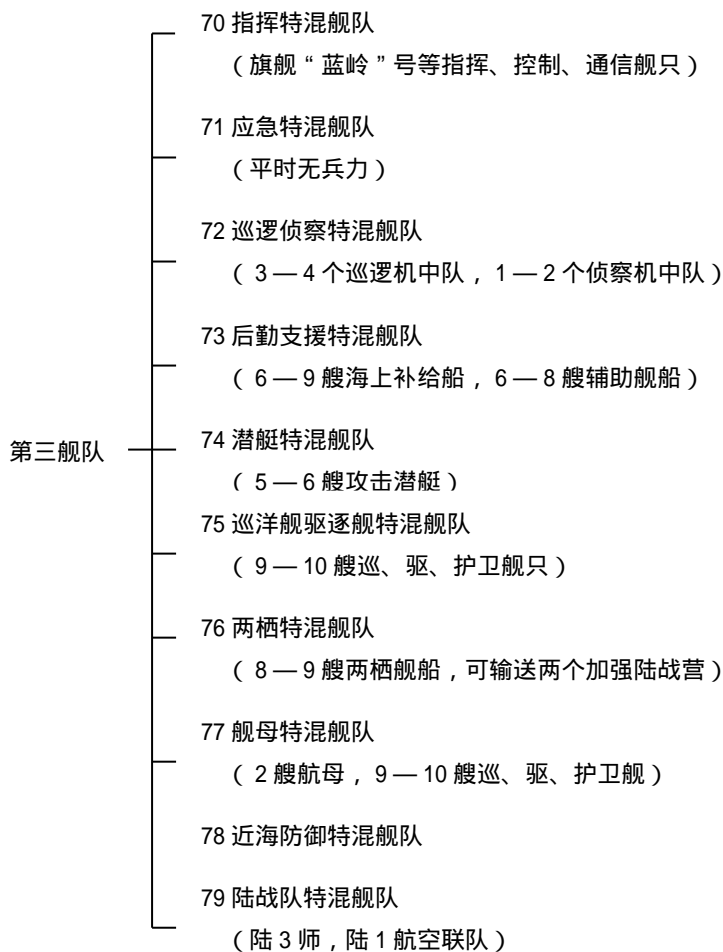 70 指挥特混舰队
（旗舰“蓝岭”号等指挥、控制、通信舰只）
71 应急特混舰队
（平时无兵力）
72 巡逻侦察特混舰队
（3—4 个巡逻机中队，1—2 个侦察机中队）
73 后勤支援特混舰队
（6—9 艘海上补给船，6—8 艘辅助舰船）
第三舰队
74 潜艇特混舰队
（5—6 艘攻击潜艇）
75 巡洋舰驱逐舰特混舰队
（9—10 艘巡、驱、护卫舰只）
76 两栖特混舰队
（8—9 艘两栖舰船，可输送两个加强陆战营）
77 舰母特混舰队
（2 艘航母，9—10 艘巡、驱、护卫舰）
78 近海防御特混舰队
79 陆战队特混舰队
（陆 3 师，陆 1 航空联队）